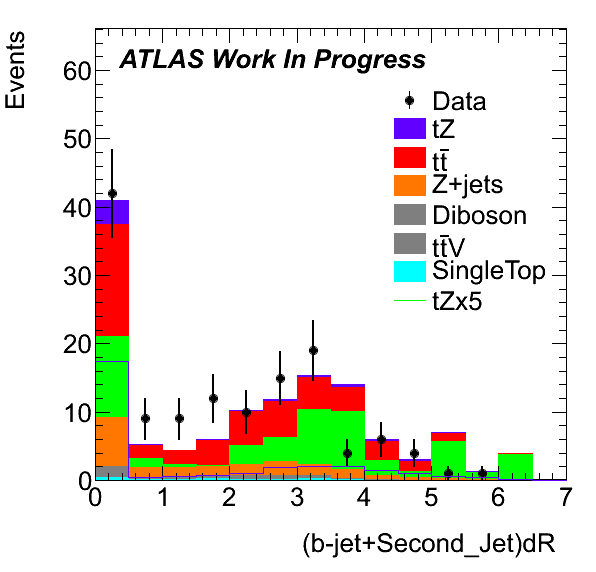 Events
ATLAS Work In Progress
60
50
40
30
20
10
0
Data
tZ
tt̄
Z+jets
Diboson
tt̄V
SingleTop
tZx5
0 1 2 3 4 5 6 7
(b-jet+Second_Jet)dR